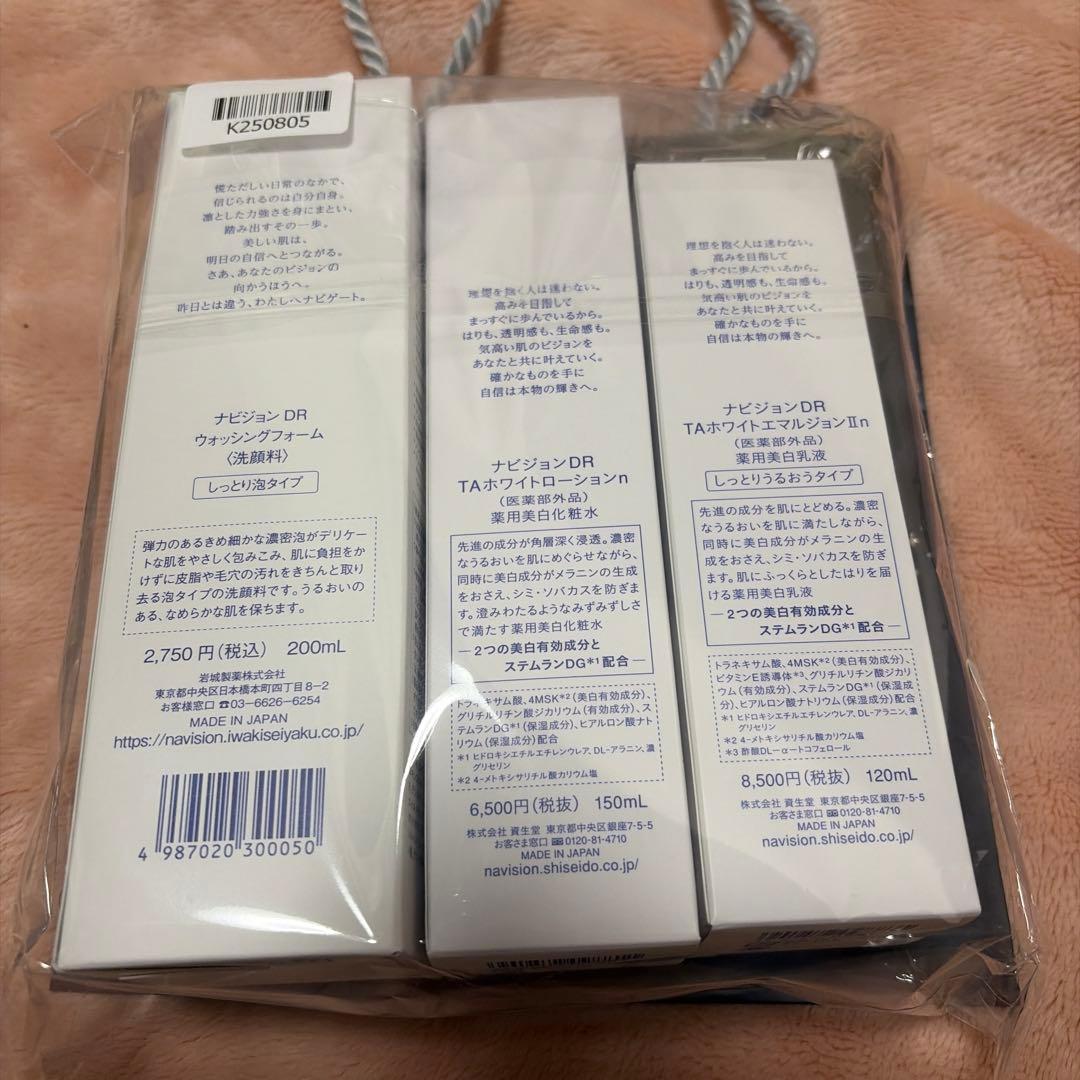 K250805
慌ただしい日常のなかで、
信じられるのは自分自身。
凛とした力強さを身にまとい、
踏み出すその一歩。
美しい肌は、
明日の自信へとつながる。
さあ、あなたのビジョンの
向かうほうへ。
昨日とは違う、わたしへナビゲート。
ナビジョン DR
ウォッシングフォーム
〈洗顔料〉
しっとり泡タイプ
弾力のあるきめ細かな濃密泡がデリケー
トな肌をやさしく包みこみ、肌に負担をか
けずに皮脂や毛穴の汚れをきちんと取り
去る泡タイプの洗顔料です。うるおいの
ある、なめらかな肌を保ちます。
2,750円(税込) 200mL
岩城製薬株式会社
東京都中央区日本橋本町四丁目8-2
お客様窓口 ☎03-6626-6254
MADE IN JAPAN
https://navision.iwakiseiyaku.co.jp/
4 987020 300050
理想を抱く人は迷わない。
高みを目指して
まっすぐに歩んでいるから。
はりも、透明感も、生命感も。
気高い肌のビジョンを
あなたと共に叶えていく。
確かなものを手に
自信は本物の輝きへ。
ナビジョンDR
TAホワイトローションn
(医薬部外品)
薬用美白化粧水
先進の成分が角層深く浸透。濃密
なうるおいを肌にめぐらせながら、
同時に美白成分がメラニンの生成
をおさえ、シミ・ソバカスを防ぎま
す。澄みわたるようなみずみずしさ
で満たす薬用美白化粧水
―2つの美白有効成分と
ステムランDG*1配合―
トラネキサム酸、4MSK*2(美白有効成分)、
グリチルリチン酸ジカリウム(有効成分)、ス
テムランDG*1(保湿成分)、ヒアルロン酸ナト
リウム(保湿成分)配合
*1 ヒドロキシエチルエチレンウレア、DL-アラニン、濃
グリセリン
*2 4-メトキシサリチル酸カリウム塩
6,500円(税抜) 150mL
株式会社 資生堂 東京都中央区銀座7-5-5
お客さま窓口 0120-81-4710
MADE IN JAPAN
navision.shiseido.co.jp/
理想を抱く人は迷わない。
高みを目指して
まっすぐに歩んでいるから。
はりも、透明感も、生命感も。
気高い肌のビジョンを
あなたと共に叶えていく。
確かなものを手に
自信は本物の輝きへ。
ナビジョンDR
TAホワイトエマルジョンⅡn
(医薬部外品)
薬用美白乳液
しっとりうるおうタイプ
先進の成分を肌にとどめる。濃密
なうるおいを肌に満たしながら、
同時に美白成分がメラニンの生
成をおさえ、シミ・ソバカスを防ぎ
ます。肌にふっくらとしたはりを届
ける薬用美白乳液
―2つの美白有効成分と
ステムランDG*1配合―
トラネキサム酸、4MSK*2(美白有効成分)、
ビタミンE誘導体*3、グリチルリチン酸ジカリ
ウム(有効成分)、ステムランDG*1(保湿成
分)、ヒアルロン酸ナトリウム(保湿成分)配合
*1 ヒドロキシエチルエチレンウレア、DL-アラニン、濃
グリセリン
*2 4-メトキシサリチル酸カリウム塩
*3 酢酸DL-α-トコフェロール
8,500円(税抜) 120mL
株式会社 資生堂 東京都中央区銀座7-5-5
お客さま窓口 0120-81-4710
MADE IN JAPAN
navision.shiseido.co.jp/